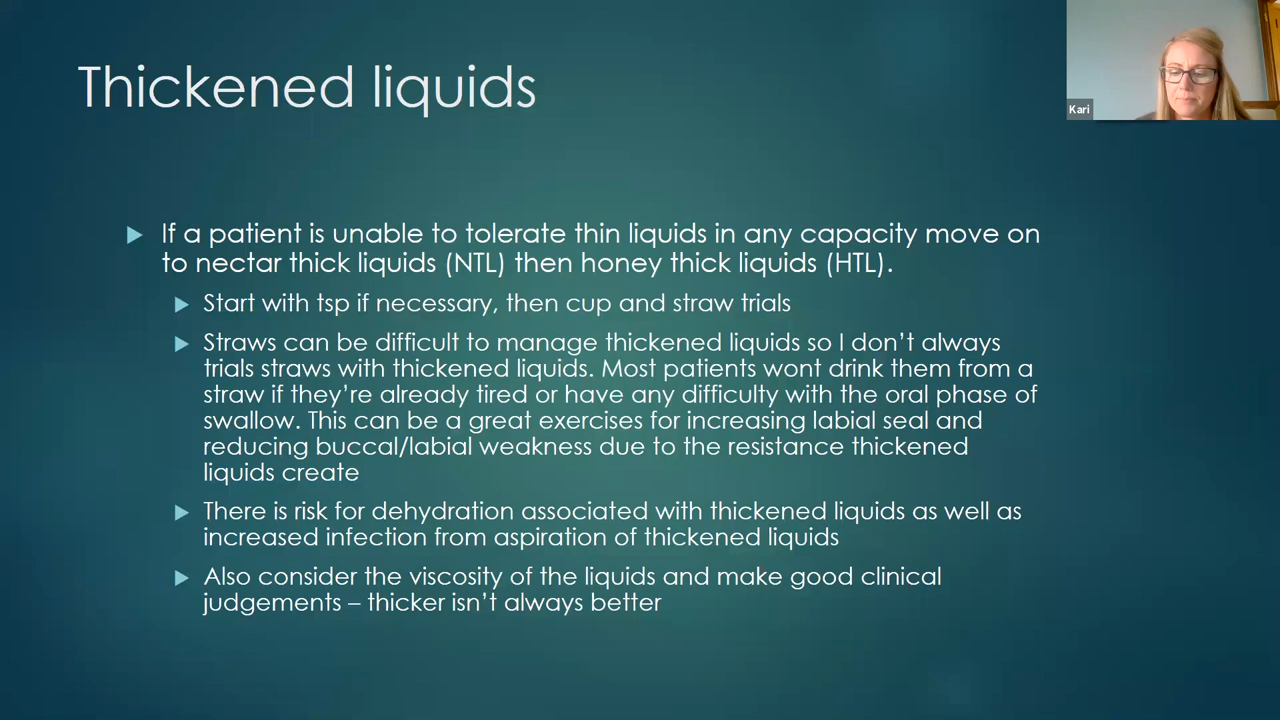 Thickened liquids
Kari
If a patient is unable to tolerate thin liquids in any capacity move on
to nectar thick liquids (NTL) then honey thick liquids (HTL).
Start with tsp if necessary, then cup and straw trials
Straws can be difficult to manage thickened liquids so I don’t always
trials straws with thickened liquids. Most patients wont drink them from a
straw if they’re already tired or have any difficulty with the oral phase of
swallow. This can be a great exercises for increasing labial seal and
reducing buccal/labial weakness due to the resistance thickened
liquids create
There is risk for dehydration associated with thickened liquids as well as
increased infection from aspiration of thickened liquids
Also consider the viscosity of the liquids and make good clinical
judgements – thicker isn’t always better